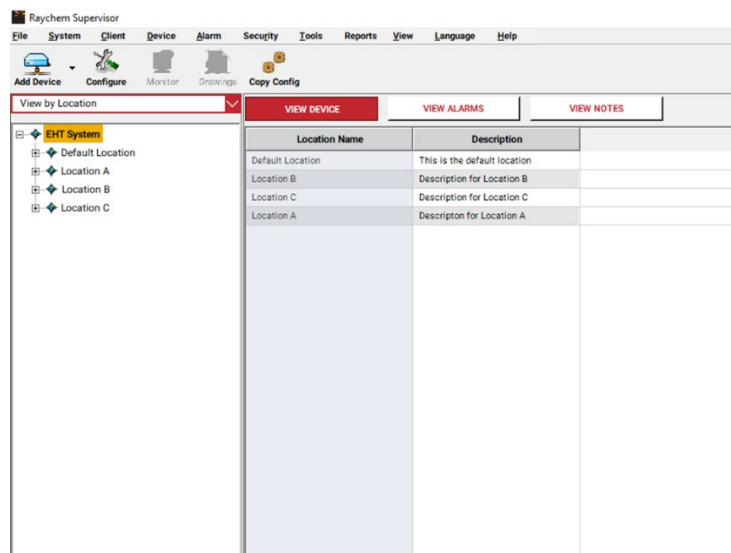 Raychem Supervisor
File System Client Device Alarm Security Tools Reports View Language Help
Add Device Configure Monitor Drawings Copy Config
View by Location
VIEW DEVICE VIEW ALARMS VIEW NOTES
EHT System
Default Location
Location A
Location B
Location C
Location Name Description
Default Location This is the default location
Location B Description for Location B
Location C Description for Location C
Location A Descripton for Location A